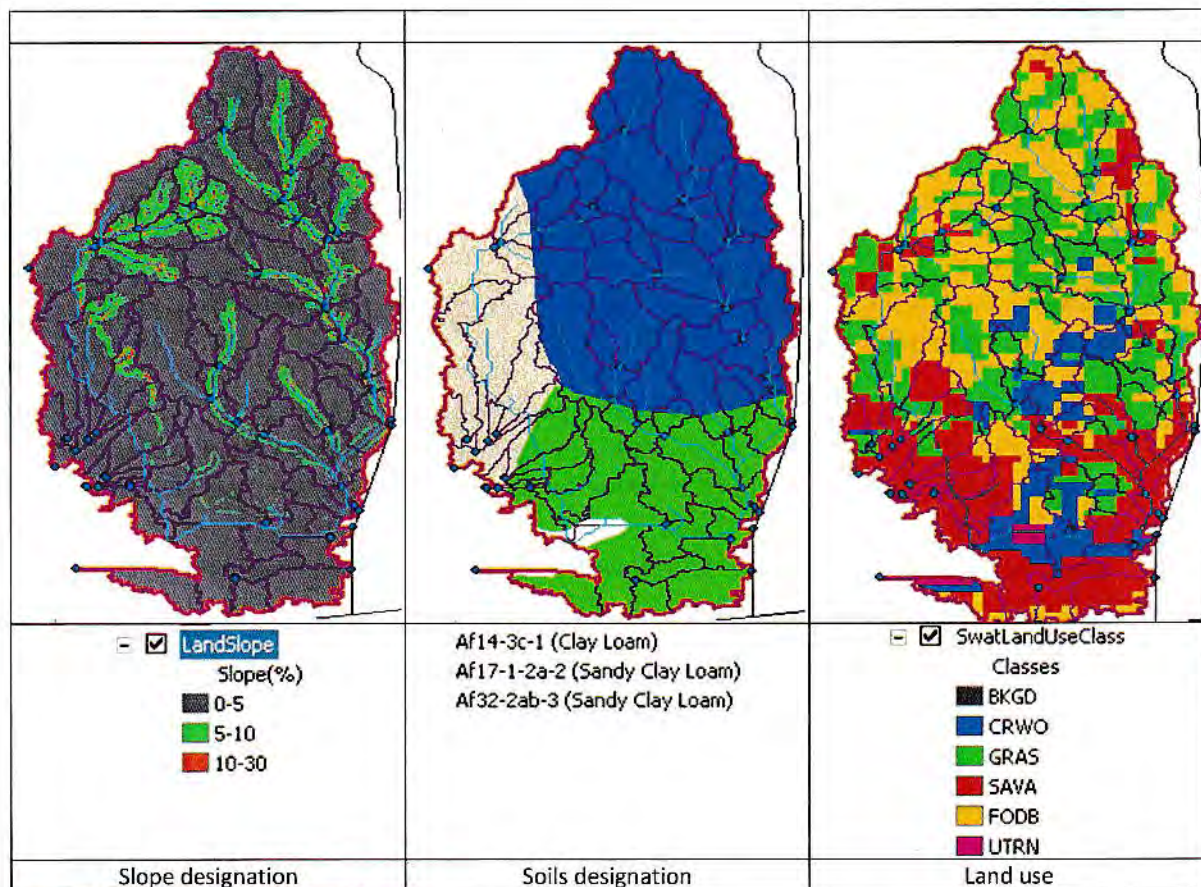 LandSlope
Slope(%)
0-5
5-10
10-30
Af14-3c-1 (Clay Loam)
Af17-1-2a-2 (Sandy Clay Loam)
Af32-2ab-3 (Sandy Clay Loam)
SwatLandUseClass
Classes
BKGD
CRWO
GRAS
SAVA
FODB
UTRN
Slope designation
Soils designation
Land use